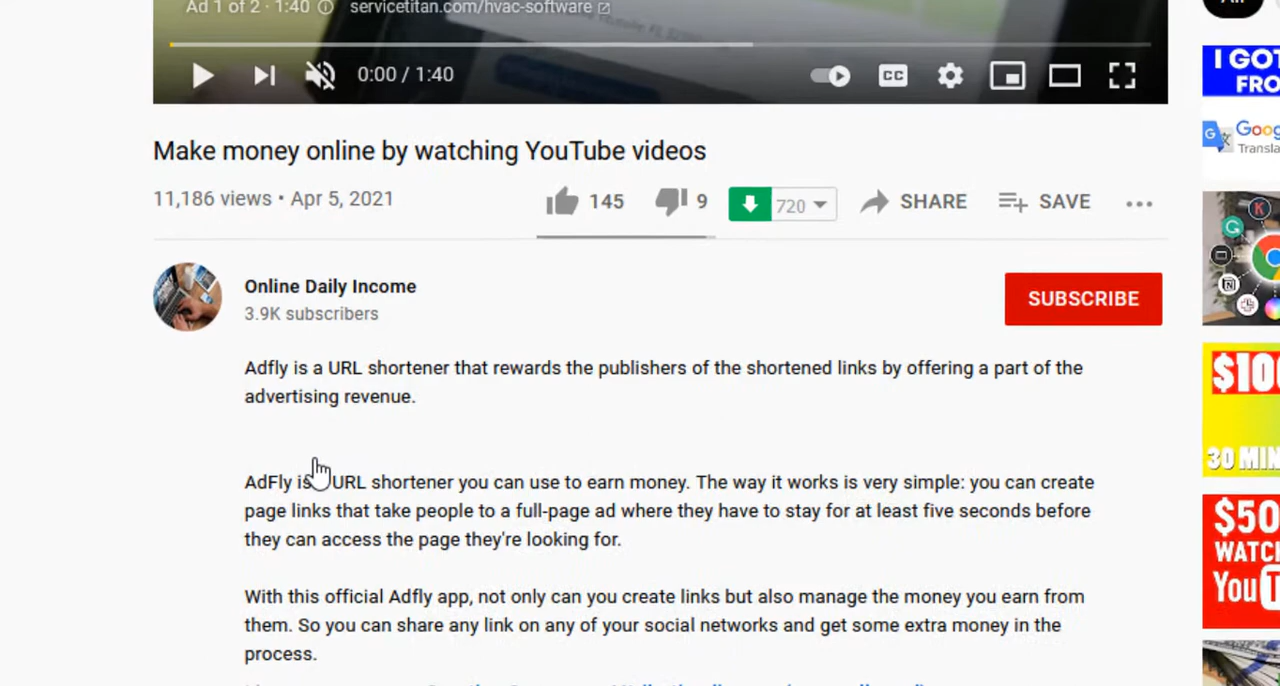 Ad 1 of 2 · 1:40 servicetitan.com/hvac-software
0:00 / 1:40
CC
Make money online by watching YouTube videos
11,186 views • Apr 5, 2021
145
9
720
SHARE
SAVE
Online Daily Income
3.9K subscribers
SUBSCRIBE
Adfly is a URL shortener that rewards the publishers of the shortened links by offering a part of the
advertising revenue.
AdFly is URL shortener you can use to earn money. The way it works is very simple: you can create
page links that take people to a full-page ad where they have to stay for at least five seconds before
they can access the page they're looking for.
With this official Adfly app, not only can you create links but also manage the money you earn from
them. So you can share any link on any of your social networks and get some extra money in the
process.
I GOT
FROM
Goog
Transla
$100
30 MIN
$50
WATCH
YouT